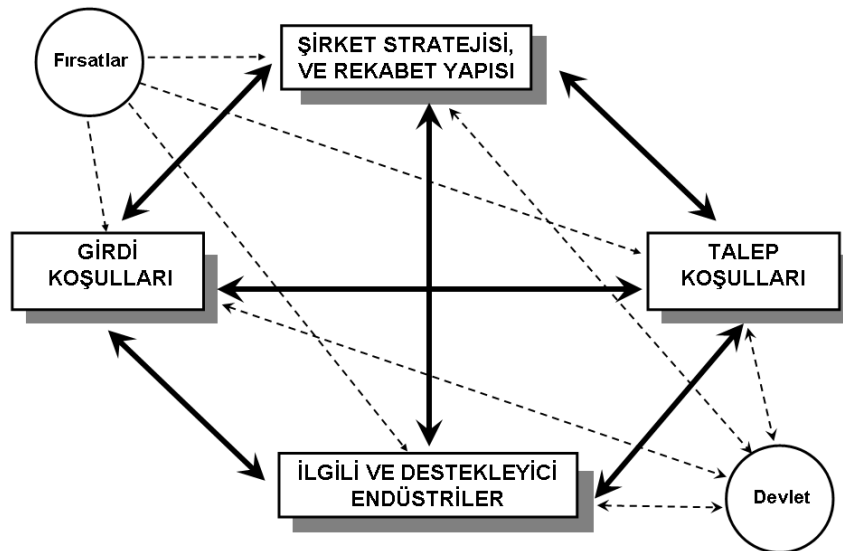 Fırsatlar
ŞİRKET STRATEJİSİ,
VE REKABET YAPISI
GİRDİ
KOŞULLARI
TALEP
KOŞULLARI
İLGİLİ VE DESTEKLEYİCİ
ENDÜSTRİLER
Devlet